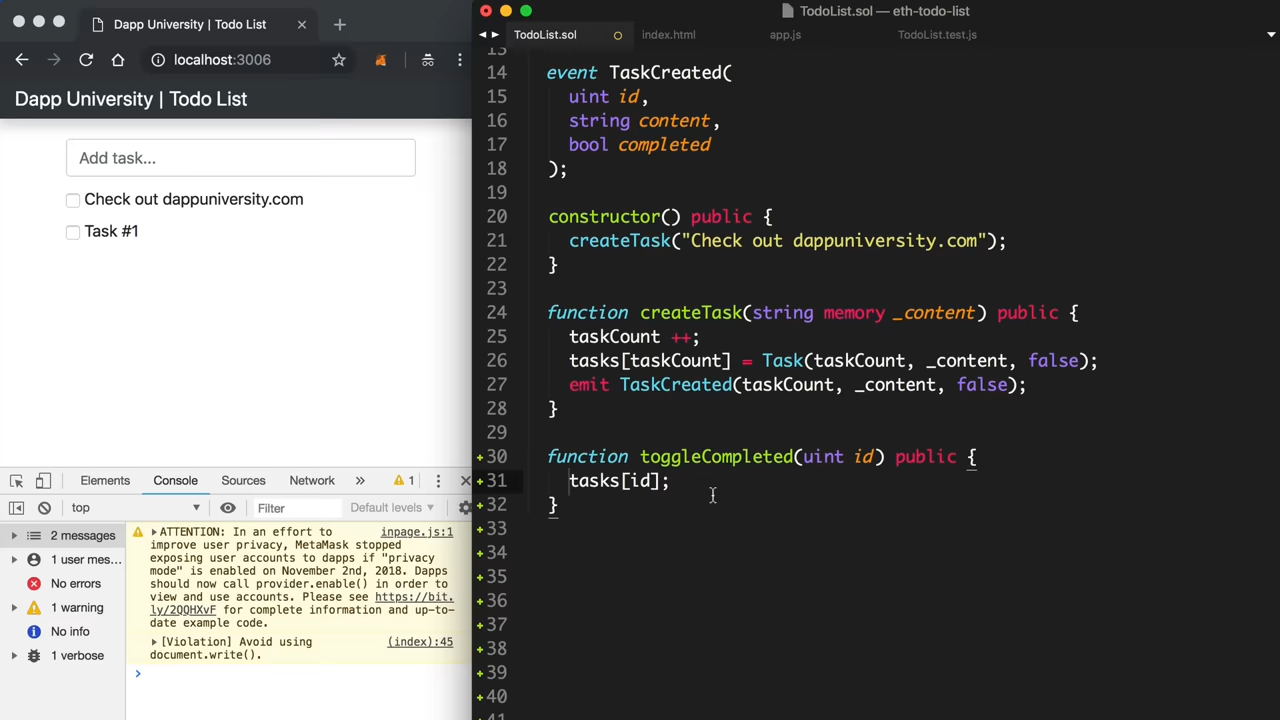 Dapp University | Todo List
localhost:3006
Dapp University | Todo List
Add task...
Check out dappuniversity.com
Task #1
Elements Console Sources Network » 1
top Filter Default levels ▾
2 messages
1 user mes...
No errors
1 warning
No info
1 verbose
ATTENTION: In an effort to inpage.js:1
improve user privacy, MetaMask stopped
exposing user accounts to dapps if "privacy
mode" is enabled on November 2nd, 2018. Dapps
should now call provider.enable() in order to
view and use accounts. Please see https://bit.
ly/2QQHXvF for complete information and up-to-
date example code.
[Violation] Avoid using (index):45
document.write().
TodoList.sol — eth-todo-list
TodoList.sol index.html app.js TodoList.test.js
13
14 event TaskCreated(
15 uint id,
16 string content,
17 bool completed
18 );
19
20 constructor() public {
21 createTask("Check out dappuniversity.com");
22 }
23
24 function createTask(string memory _content) public {
25 taskCount ++;
26 tasks[taskCount] = Task(taskCount, _content, false);
27 emit TaskCreated(taskCount, _content, false);
28 }
29
30 function toggleCompleted(uint id) public {
31 tasks[id];
32 }
33
34
35
36
37
38
39
40
41